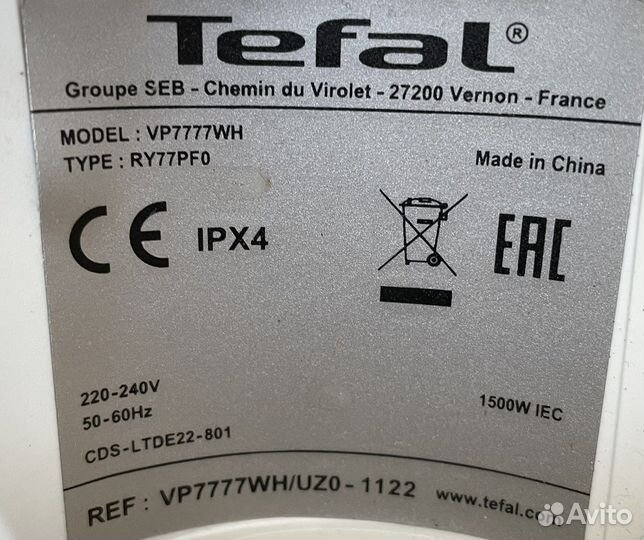 Tefal®
Groupe SEB - Chemin du Virolet - 27200 Vernon - France
MODEL : VP7777WH
TYPE : RY77PF0
Made in China
CE IPX4 EAC
220-240V
50-60Hz
1500W IEC
CDS-LTDE22-801
REF : VP7777WH/UZ0 - 1122 www.tefal.com
Avito